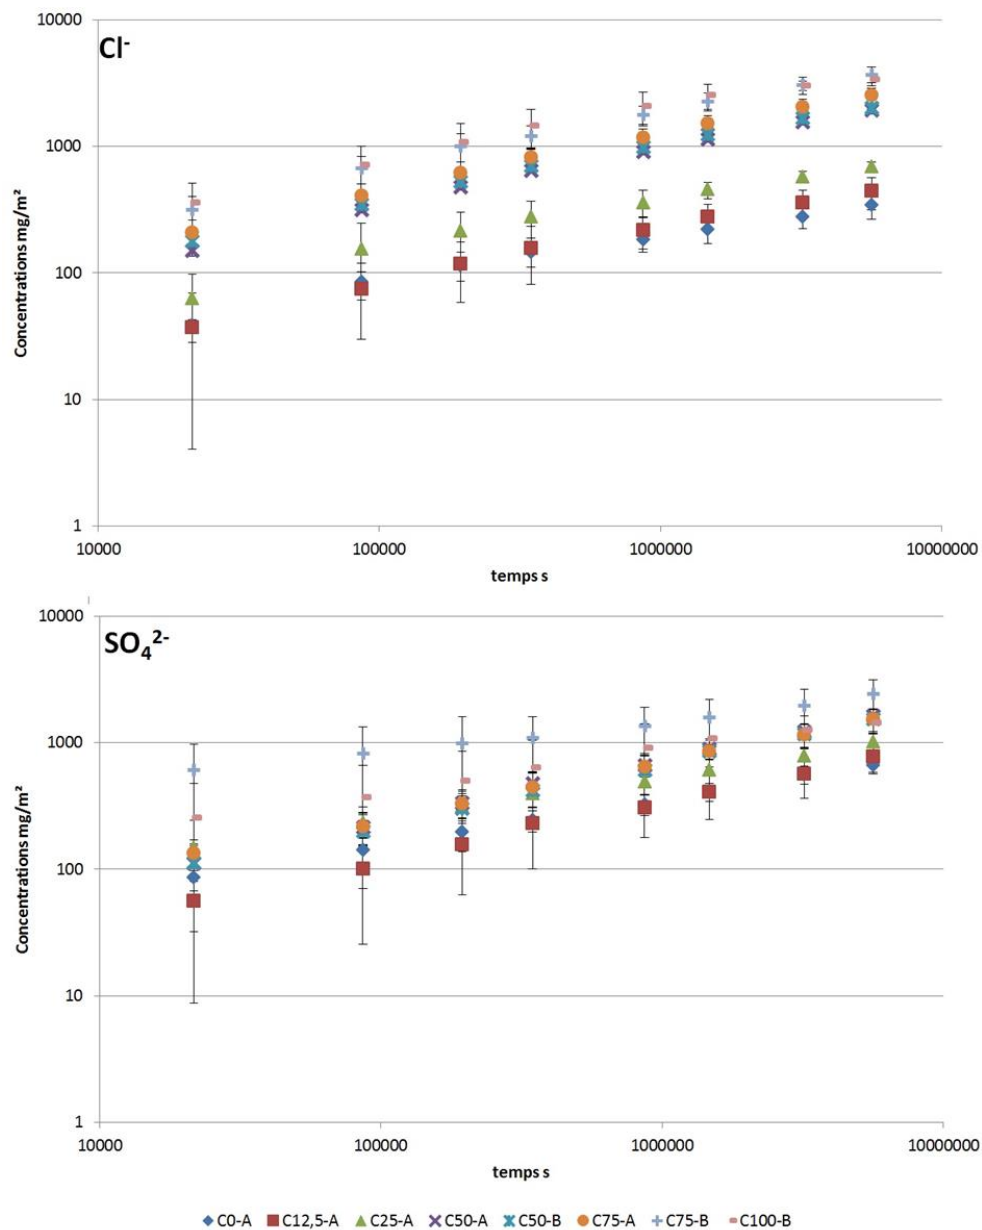 Cl⁻
10000
1000
100
10
1
Concentrations mg/m²
10000 100000 1000000 10000000
temps s
SO₄²⁻
10000
1000
100
10
1
Concentrations mg/m²
10000 100000 1000000 10000000
temps s
C0-A C12,5-A C25-A C50-A C50-B C75-A C75-B C100-B